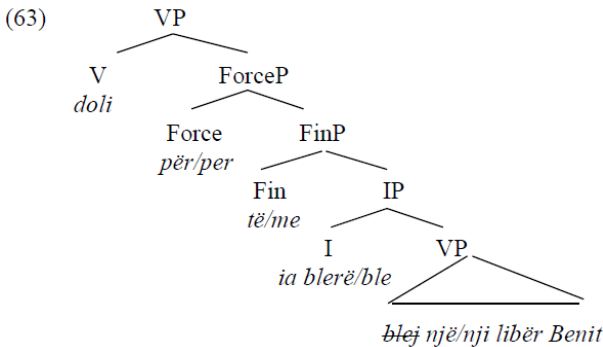 (63) VP
V ForceP
doli
Force FinP
për/per
Fin IP
të/me
I VP
ia blerë/ble
blej një/nji libër Benit